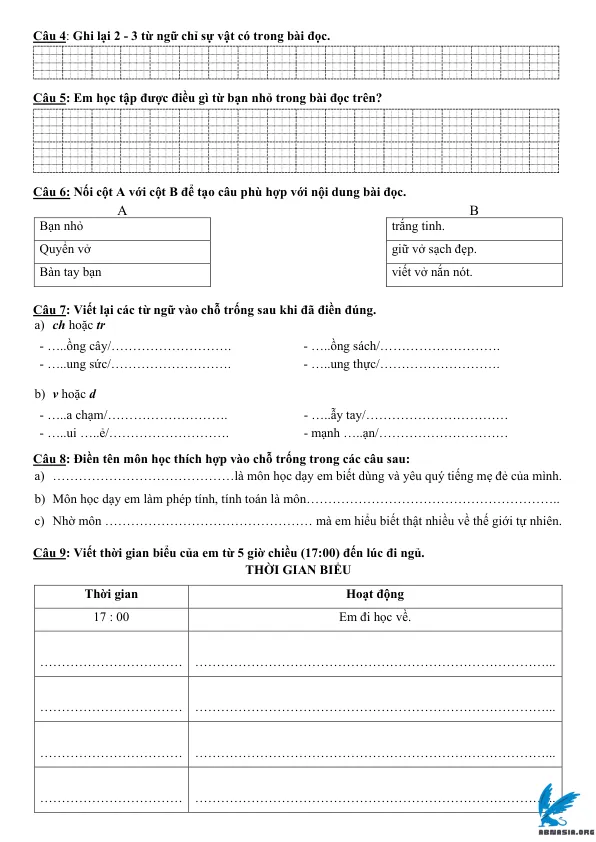 Câu 4: Ghi lại 2 - 3 từ ngữ chỉ sự vật có trong bài đọc.
Câu 5: Em học tập được điều gì từ bạn nhỏ trong bài đọc trên?
Câu 6: Nối cột A với cột B để tạo câu phù hợp với nội dung bài đọc.
A B
Bạn nhỏ trắng tinh.
Quyển vở giữ vở sạch đẹp.
Bàn tay bạn viết vở nắn nót.
Câu 7: Viết lại các từ ngữ vào chỗ trống sau khi đã điền đúng.
a) ch hoặc tr
- …..ồng cây/………………………. - …..ồng sách/……………………….
- …..ung sức/………………………. - …..ung thực/……………………….
b) v hoặc d
- …..a chạm/………………………. - …..ẫy tay/……………………………
- …..ui …..ẻ/………………………. - mạnh …..ạn/…………………………
Câu 8: Điền tên môn học thích hợp vào chỗ trống trong các câu sau:
a) ……………………………………là môn học dạy em biết dùng và yêu quý tiếng mẹ đẻ của mình.
b) Môn học dạy em làm phép tính, tính toán là môn…………………………………………………..
c) Nhờ môn ………………………………………… mà em hiểu biết thật nhiều về thế giới tự nhiên.
Câu 9: Viết thời gian biểu của em từ 5 giờ chiều (17:00) đến lúc đi ngủ.
THỜI GIAN BIỂU
Thời gian Hoạt động
17 : 00 Em đi học về.
…………………………… ………………………………………………………………………...
…………………………… ………………………………………………………………………...
…………………………… ………………………………………………………………………...
…………………………… ………………………………………………………………………...
ABNASIA.ORG